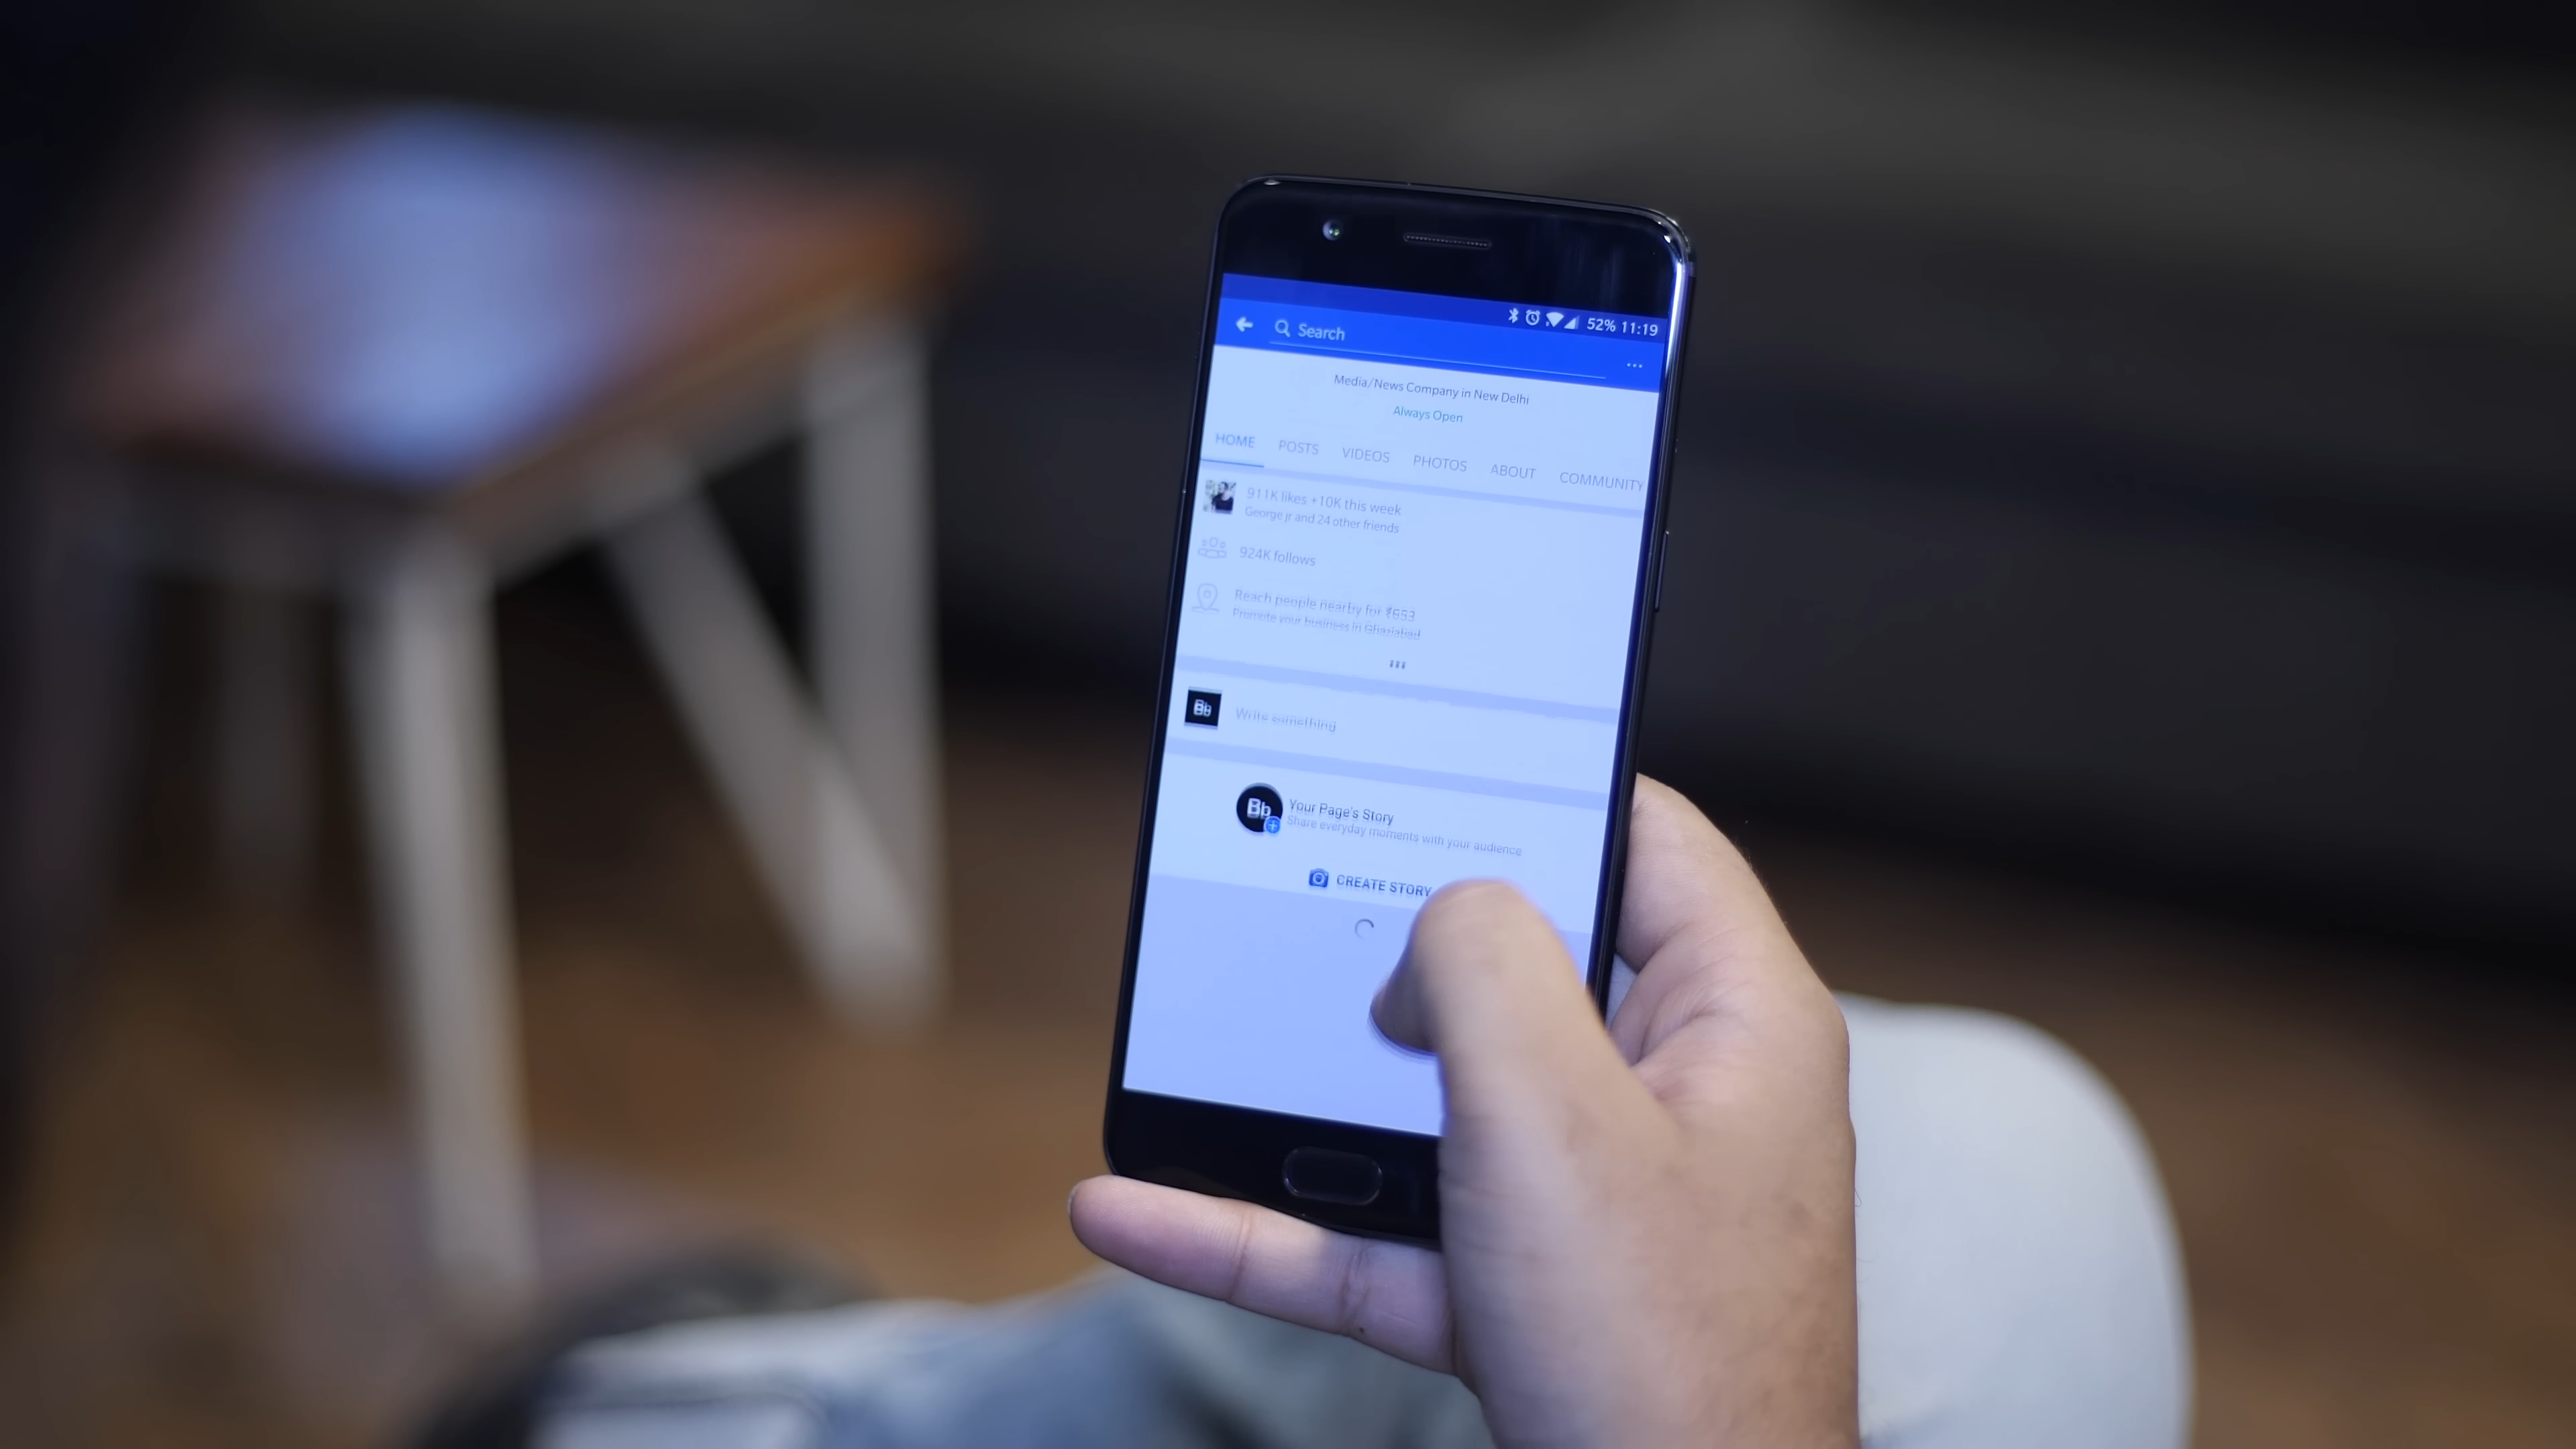 52% 11:19
Search
Media/News Company in New Delhi
Always Open
HOME POSTS VIDEOS PHOTOS ABOUT COMMUNITY
911K likes +10K this week
George jr and 24 other friends
924K follows
Reach people nearby for
Promote your business in Ghaziabad
Bb
Write something
Bb
Your Page's Story
Share everyday moments with your audience
CREATE STORY